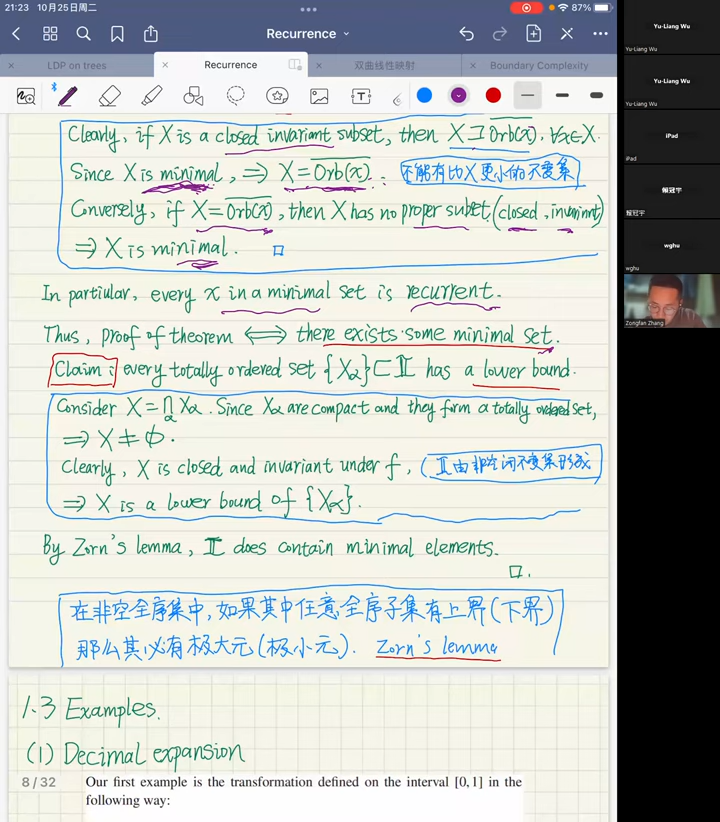 21:23 10月25日周二
87%
Recurrence
LDP on trees
Recurrence
双曲线性映射
Boundary Complexity
Clearly, if X is a closed invariant subset, then X ⊃ \overline{Orb(x)}, ∀x∈X.
Since X is minimal, ⇒ X = \overline{Orb(x)}. 不能有比X更小的不变集
Conversely, if X = \overline{Orb(x)}, then X has no proper subset. (closed, invarinnt)
⇒ X is minimal. □
In partiular, every x in a minimal set is recurrent.
Thus, proof of theorem ⟺ there exists some minimal set.
Claim: every totally ordered set {Xα} ⊂ I has a lower bound.
Consider X = ∩_α Xα. Since Xα are compact and they form a totally ordered set,
⇒ X ≠ ∅.
Clearly, X is closed and invariant under f, (I由非空闭不变集形成
⇒ X is a lower bound of {Xα}.
By Zorn's lemma, I does contain minimal elements.
□.
在非空全序集中, 如果其中任意全序子集有上界(下界)
那么其必有极大元(极小元). Zorn's lemma
1.3 Examples.
(1) Decimal expansion
8 / 32
Our first example is the transformation defined on the interval [0, 1] in the
following way:
Yu-Liang Wu
Yu-Liang Wu
Yu-Liang Wu
Yu-Liang Wu
iPad
iPad
賴冠宇
賴冠宇
wghu
wghu
Zongfan Zhang